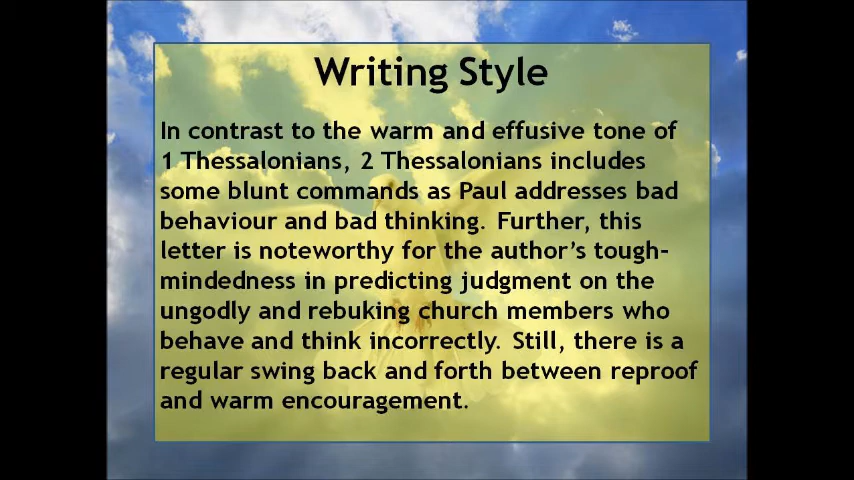 Writing Style
In contrast to the warm and effusive tone of
1 Thessalonians, 2 Thessalonians includes
some blunt commands as Paul addresses bad
behaviour and bad thinking. Further, this
letter is noteworthy for the author's tough-
mindedness in predicting judgment on the
ungodly and rebuking church members who
behave and think incorrectly. Still, there is a
regular swing back and forth between reproof
and warm encouragement.